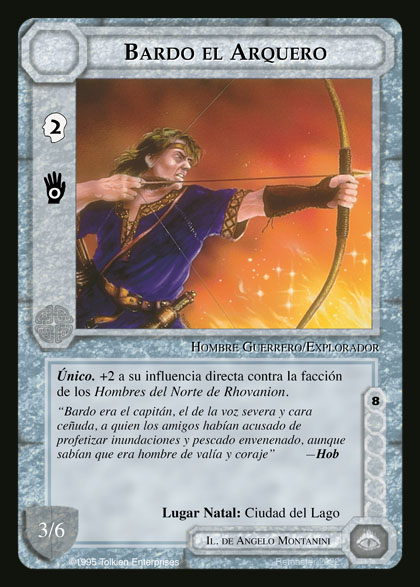 BARDO EL ARQUERO
2
HOMBRE GUERRERO/EXPLORADOR
Único. +2 a su influencia directa contra la facción
de los Hombres del Norte de Rhovanion.
8
“Bardo era el capitán, el de la voz severa y cara
ceñuda, a quien los amigos habían acusado de
profetizar inundaciones y pescado envenenado, aunque
sabían que era hombre de valía y coraje” –Hob
Lugar Natal: Ciudad del Lago
3/6
IL. DE ANGELO MONTANINI
©1995 Tolkien Enterprises